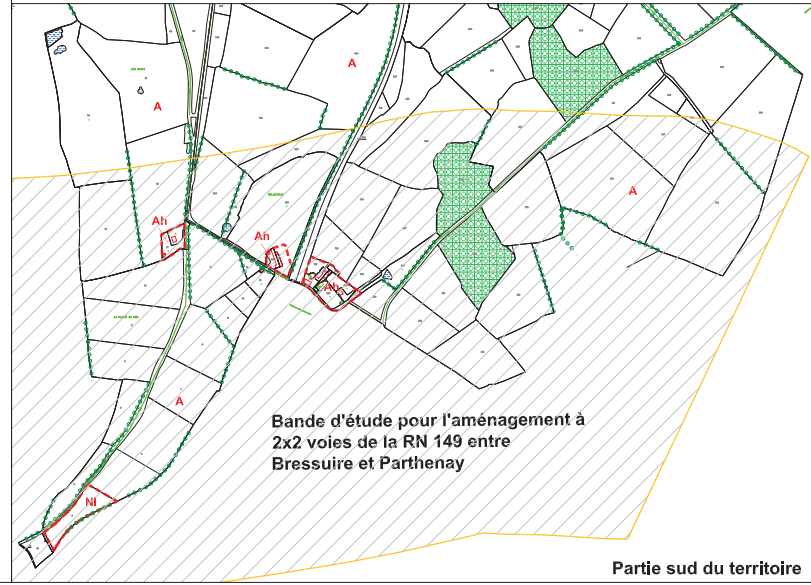 A
A
A
Ah
Ah
Ah
A
Bande d'étude pour l'aménagement à
2x2 voies de la RN 149 entre
Bressuire et Parthenay
Nl
Partie sud du territoire